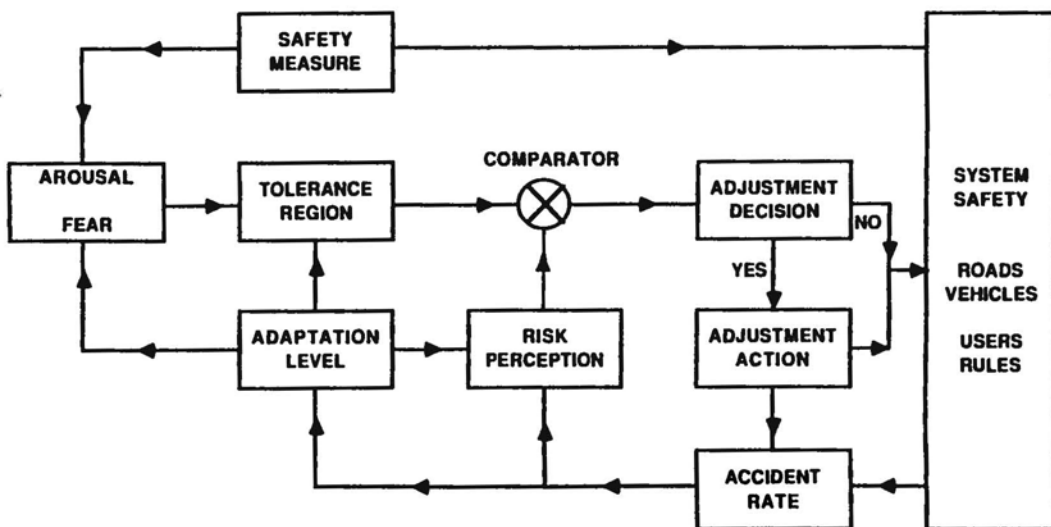 SAFETY
MEASURE
COMPARATOR
AROUSAL
FEAR
TOLERANCE
REGION
ADJUSTMENT
DECISION
NO
YES
SYSTEM
SAFETY
ROADS
VEHICLES
USERS
RULES
ADAPTATION
LEVEL
RISK
PERCEPTION
ADJUSTMENT
ACTION
ACCIDENT
RATE